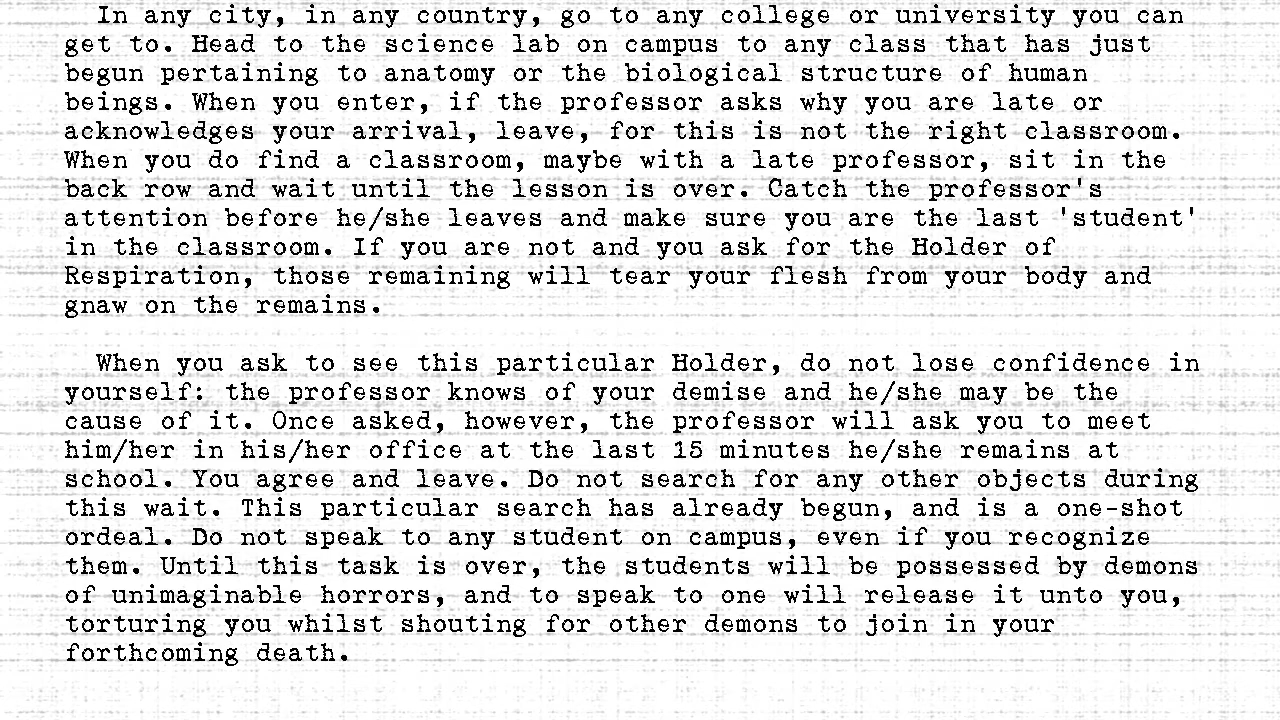 In any city, in any country, go to any college or university you can
get to. Head to the science lab on campus to any class that has just
begun pertaining to anatomy or the biological structure of human
beings. When you enter, if the professor asks why you are late or
acknowledges your arrival, leave, for this is not the right classroom.
When you do find a classroom, maybe with a late professor, sit in the
back row and wait until the lesson is over. Catch the professor's
attention before he/she leaves and make sure you are the last 'student'
in the classroom. If you are not and you ask for the Holder of
Respiration, those remaining will tear your flesh from your body and
gnaw on the remains.

When you ask to see this particular Holder, do not lose confidence in
yourself: the professor knows of your demise and he/she may be the
cause of it. Once asked, however, the professor will ask you to meet
him/her in his/her office at the last 15 minutes he/she remains at
school. You agree and leave. Do not search for any other objects during
this wait. This particular search has already begun, and is a one-shot
ordeal. Do not speak to any student on campus, even if you recognize
them. Until this task is over, the students will be possessed by demons
of unimaginable horrors, and to speak to one will release it unto you,
torturing you whilst shouting for other demons to join in your
forthcoming death.